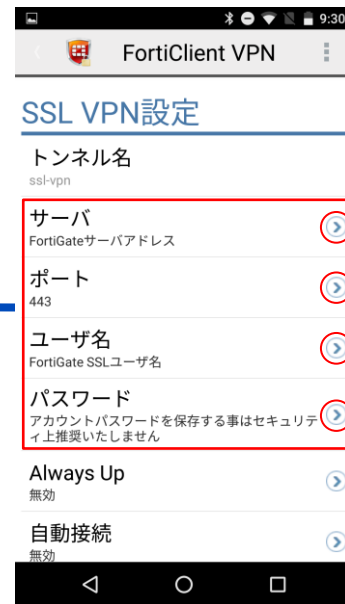 9:30
FortiClient VPN
SSL VPN設定
トンネル名
ssl-vpn
サーバ
FortiGateサーバアドレス
ポート
443
ユーザ名
FortiGate SSLユーザ名
パスワード
アカウントパスワードを保存する事はセキュリテ
ィ上推奨いたしません
Always Up
無効
自動接続
無効